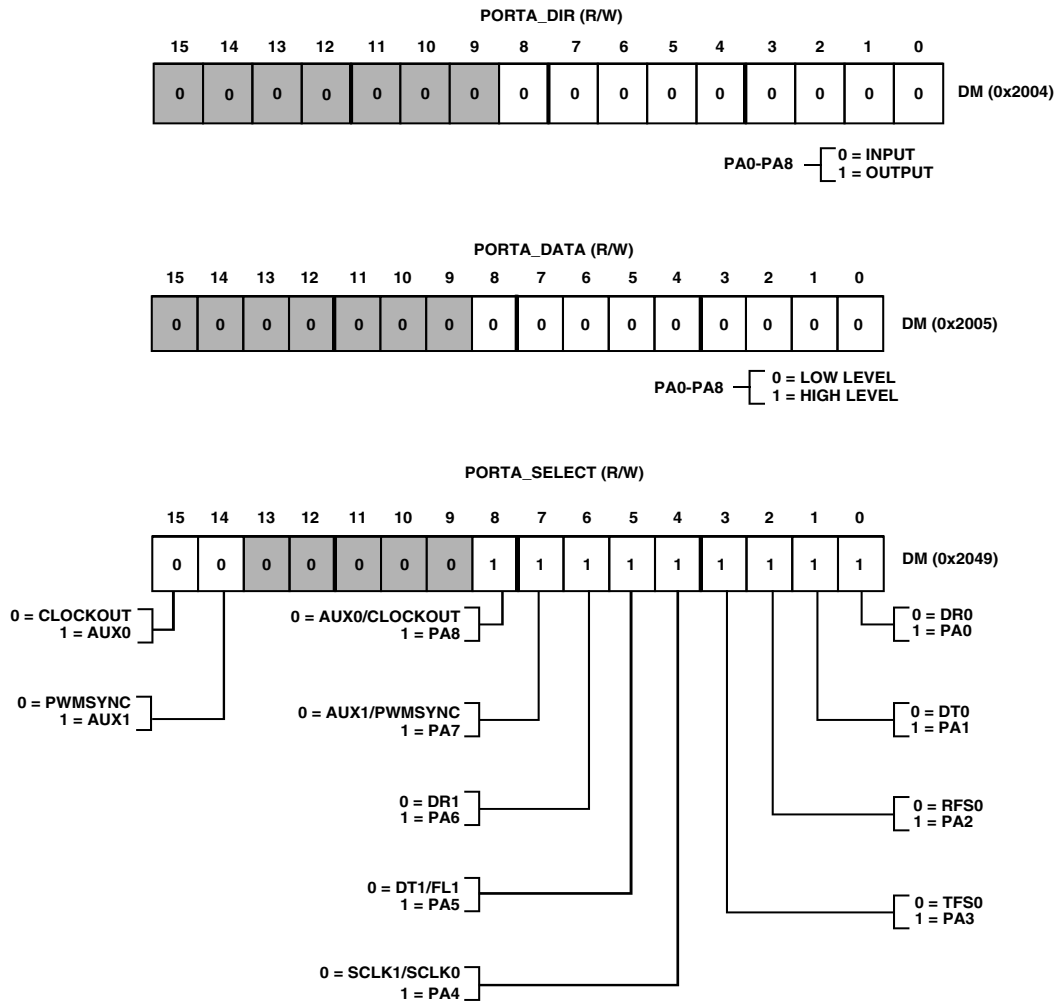 PORTA_DIR (R/W)
15 14 13 12 11 10 9 8 7 6 5 4 3 2 1 0
0 0 0 0 0 0 0 0 0 0 0 0 0 0 0 0 DM (0x2004)
PA0-PA8 0 = INPUT
1 = OUTPUT
PORTA_DATA (R/W)
15 14 13 12 11 10 9 8 7 6 5 4 3 2 1 0
0 0 0 0 0 0 0 0 0 0 0 0 0 0 0 0 DM (0x2005)
PA0-PA8 0 = LOW LEVEL
1 = HIGH LEVEL
PORTA_SELECT (R/W)
15 14 13 12 11 10 9 8 7 6 5 4 3 2 1 0
0 0 0 0 0 0 0 1 1 1 1 1 1 1 1 1 DM (0x2049)
0 = CLOCKOUT
1 = AUX0
0 = AUX0/CLOCKOUT
1 = PA8
0 = DR0
1 = PA0
0 = PWMSYNC
1 = AUX1
0 = AUX1/PWMSYNC
1 = PA7
0 = DT0
1 = PA1
0 = DR1
1 = PA6
0 = RFS0
1 = PA2
0 = DT1/FL1
1 = PA5
0 = TFS0
1 = PA3
0 = SCLK1/SCLK0
1 = PA4